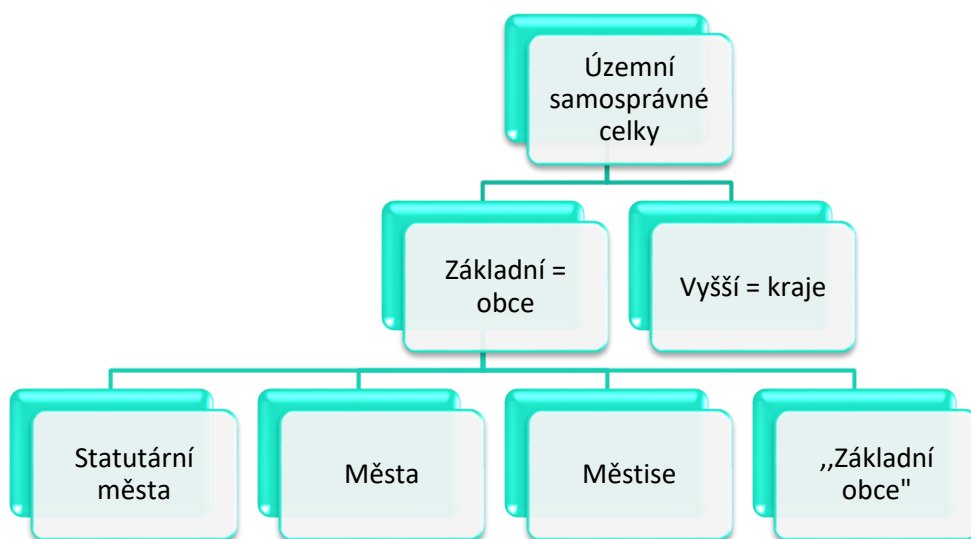 Územní
samosprávné
celky
Základní =
obce
Vyšší = kraje
Statutární
města
Města
Městise
,,Základní
obce"